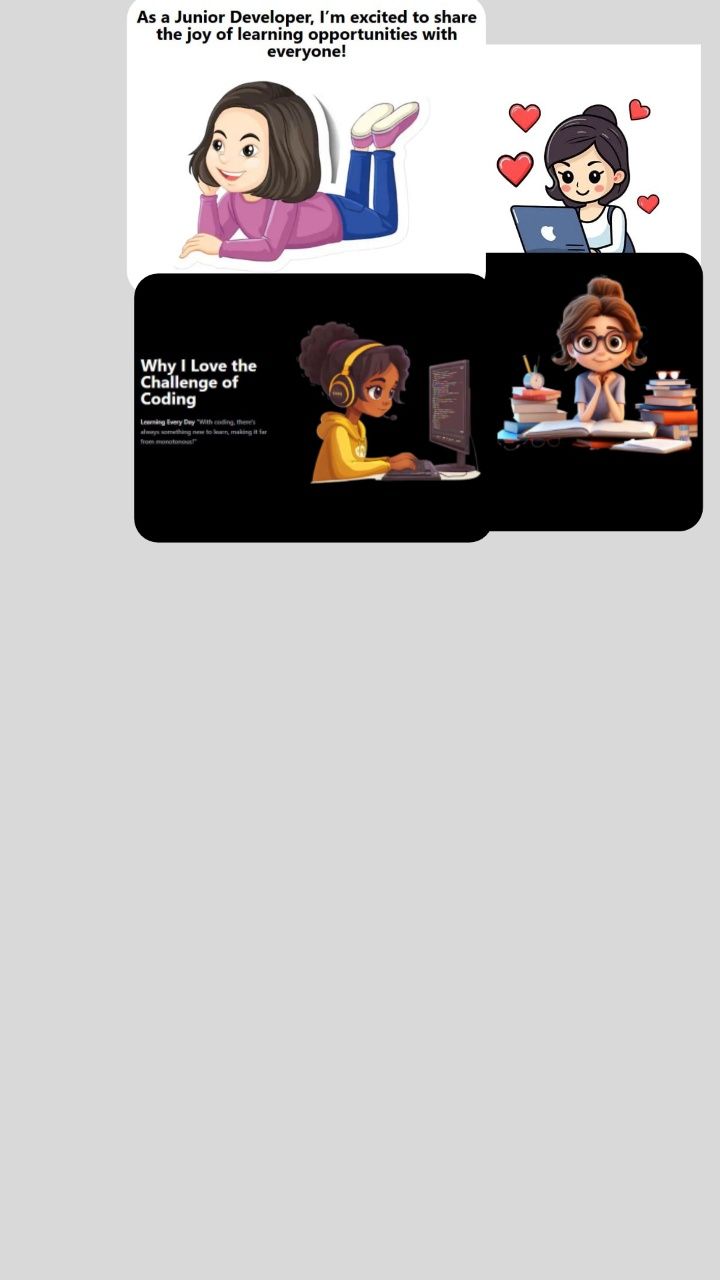 As a Junior Developer, I’m excited to share
the joy of learning opportunities with
everyone!
Why I Love the
Challenge of
Coding
Learning Every Day "With coding, there's
always something new to learn, making it far
from monotonous!"